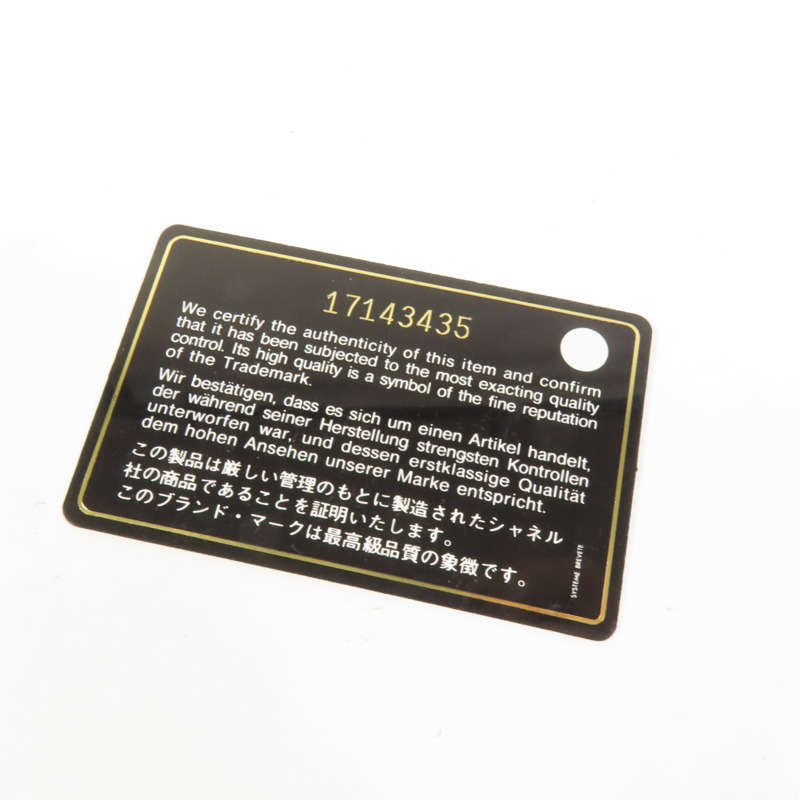 17143435
We certify the authenticity of this item and confirm
that it has been subjected to the most exacting quality
control. Its high quality is a symbol of the fine reputation
of the Trademark.
Wir bestätigen, dass es sich um einen Artikel handelt,
der während seiner Herstellung strengsten Kontrollen
unterworfen war, und dessen erstklassige Qualität
dem hohen Ansehen unserer Marke entspricht.
この製品は厳しい管理のもとに製造されたシャネル
社の商品であることを証明いたします。
このブランド・マークは最高級品質の象徴です。
SYSTEME BREVETE